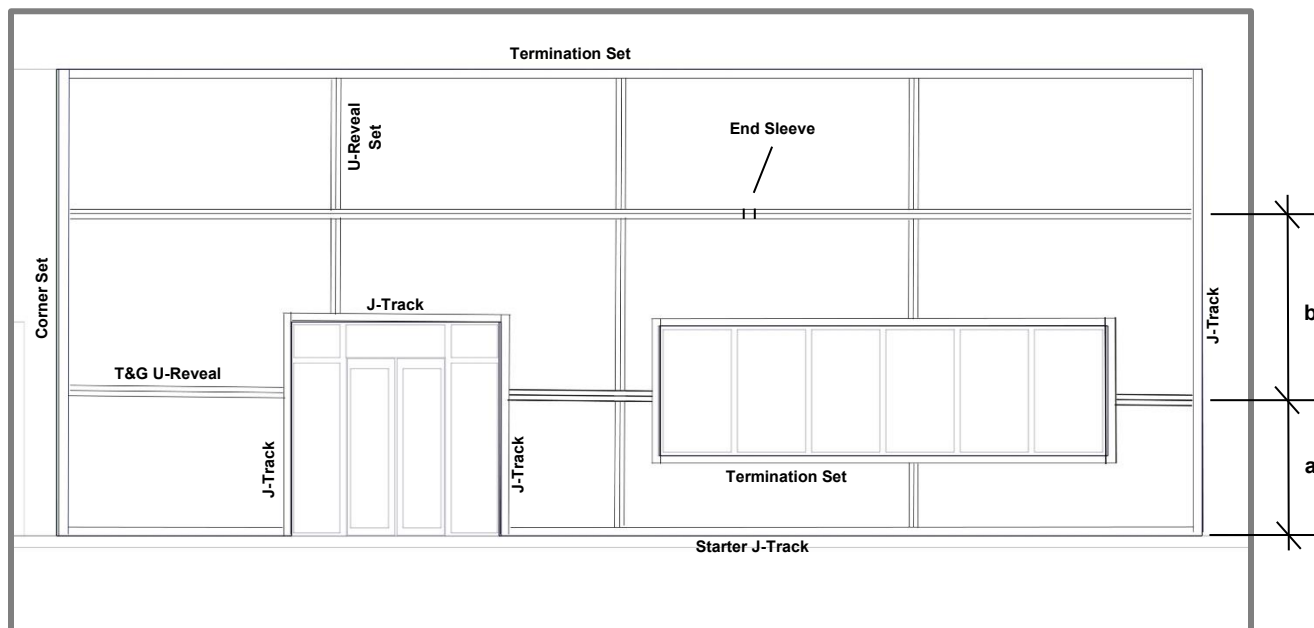 Termination Set
U-Reveal
Set
End Sleeve
Corner Set
J-Track
J-Track
b
T&G U-Reveal
a
J-Track
J-Track
Termination Set
Starter J-Track